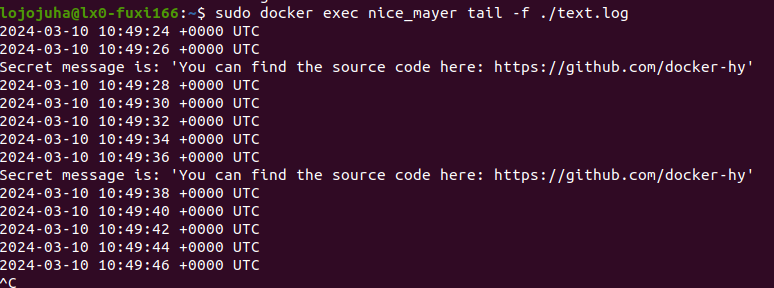 lojojuha@lx0-fuxi166:~$ sudo docker exec nice_mayer tail -f ./text.log
2024-03-10 10:49:24 +0000 UTC
2024-03-10 10:49:26 +0000 UTC
Secret message is: 'You can find the source code here: https://github.com/docker-hy'
2024-03-10 10:49:28 +0000 UTC
2024-03-10 10:49:30 +0000 UTC
2024-03-10 10:49:32 +0000 UTC
2024-03-10 10:49:34 +0000 UTC
2024-03-10 10:49:36 +0000 UTC
Secret message is: 'You can find the source code here: https://github.com/docker-hy'
2024-03-10 10:49:38 +0000 UTC
2024-03-10 10:49:40 +0000 UTC
2024-03-10 10:49:42 +0000 UTC
2024-03-10 10:49:44 +0000 UTC
2024-03-10 10:49:46 +0000 UTC
^C